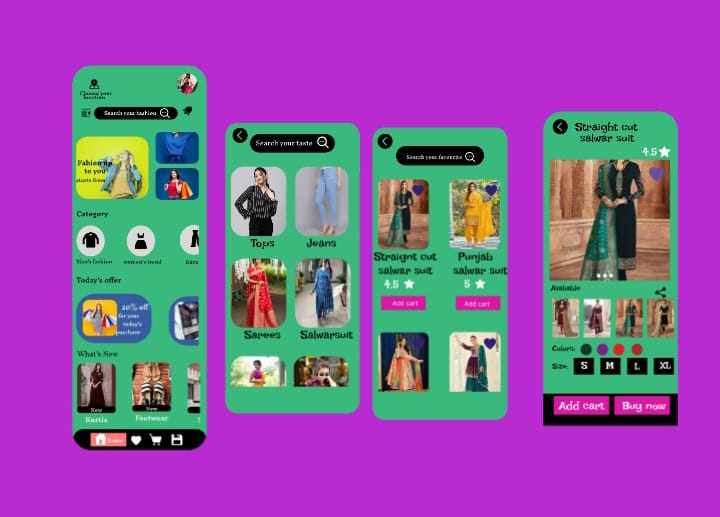 Choose your
location
Search your fashion
Fahion up
to you
starts from
Category
Men's fashion
women's trend
Kurt
Today's offer
20% off
for your
today's
purchase
What's New
New
Kurtis
New
Footwear
Home
Search your taste
Tops
Jeans
Sarees
Salwarsuit
Search your favourite
Straignt cut
salwar suit
4.5
Add cart
Punjab
salwar suit
5
Add cart
Straight cut
salwar suit
4.5
Available
Colors:
Size:
S
M
L
XL
Add cart
Buy now